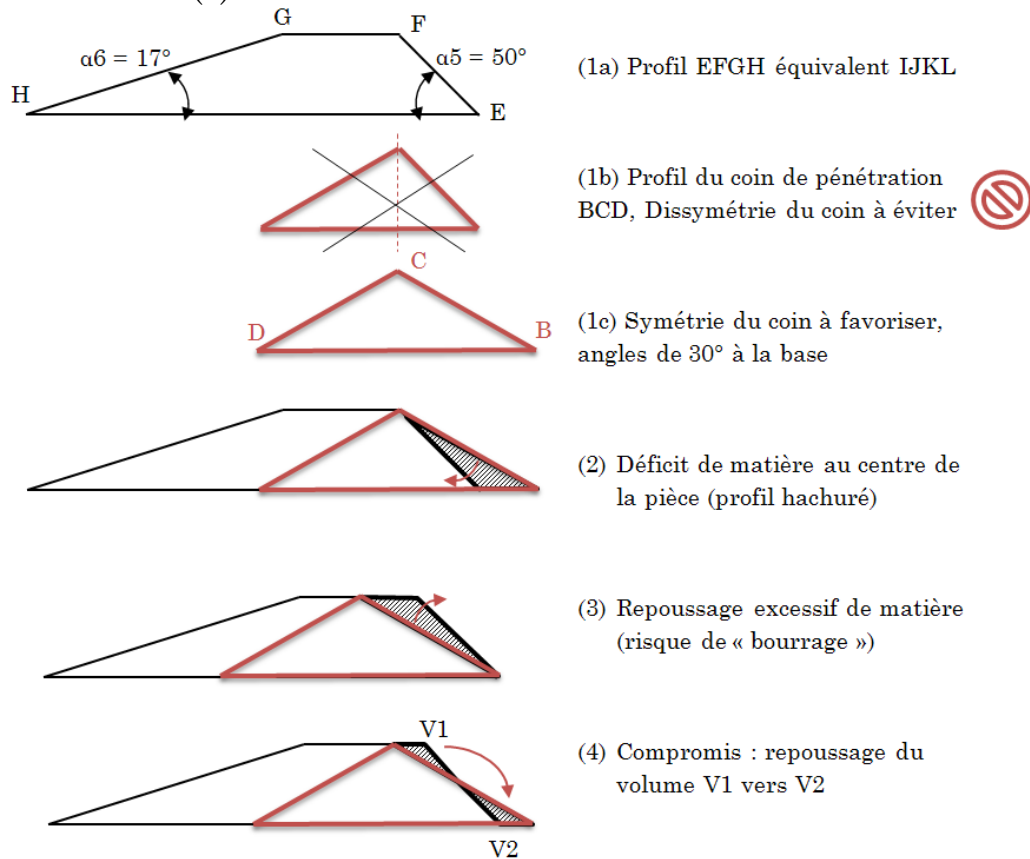 G
F
α6 = 17°
α5 = 50°
H
E
(1a) Profil EFGH équivalent IJKL
(1b) Profil du coin de pénétration
BCD, Dissymétrie du coin à éviter
C
D
B
(1c) Symétrie du coin à favoriser,
angles de 30° à la base
(2) Déficit de matière au centre de
la pièce (profil hachuré)
(3) Repoussage excessif de matière
(risque de « bourrage »)
V1
(4) Compromis : repoussage du
volume V1 vers V2
V2